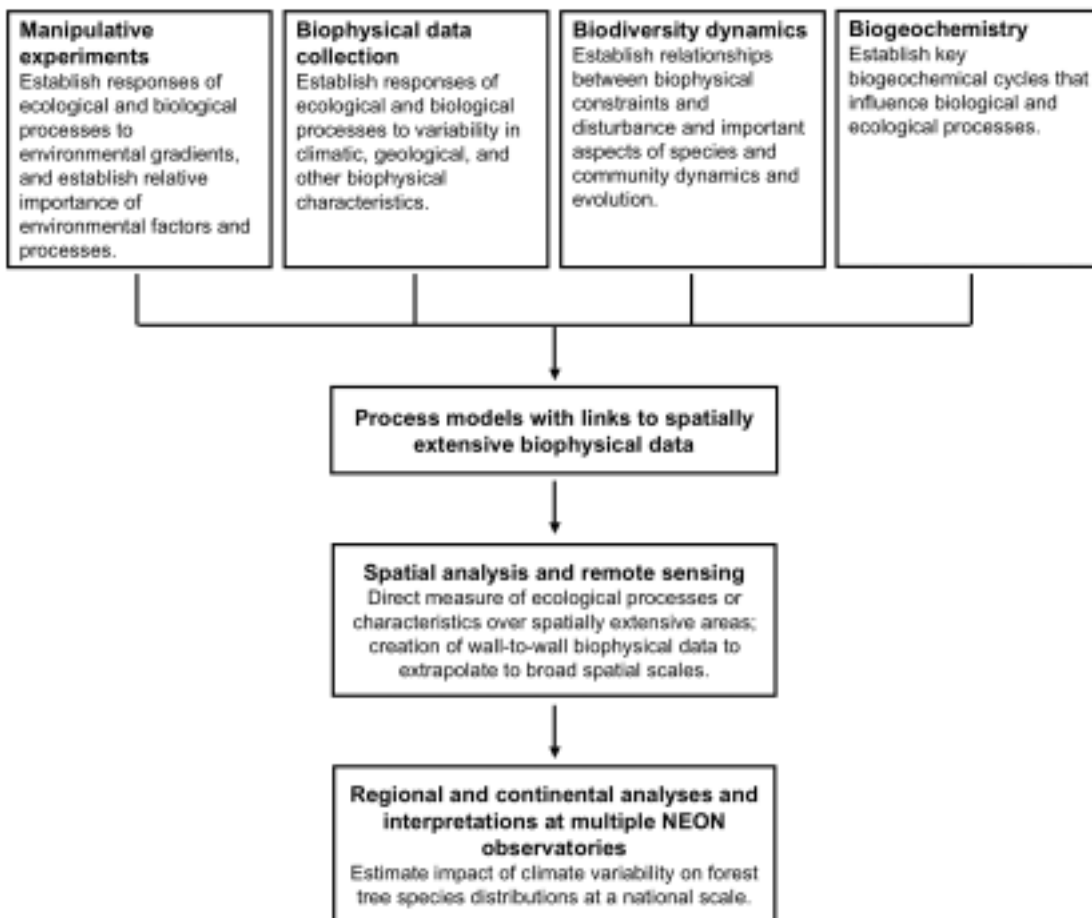 Manipulative
experiments
Establish responses of
ecological and biological
processes to
environmental gradients,
and establish relative
importance of
environmental factors and
processes.
Biophysical data
collection
Establish responses of
ecological and biological
processes to variability in
climatic, geological, and
other biophysical
characteristics.
Biodiversity dynamics
Establish relationships
between biophysical
constraints and
disturbance and important
aspects of species and
community dynamics and
evolution.
Biogeochemistry
Establish key
biogeochemical cycles that
influence biological and
ecological processes.
Process models with links to spatially
extensive biophysical data
Spatial analysis and remote sensing
Direct measure of ecological processes or
characteristics over spatially extensive areas;
creation of wall-to-wall biophysical data to
extrapolate to broad spatial scales.
Regional and continental analyses and
interpretations at multiple NEON
observatories
Estimate impact of climate variability on forest
tree species distributions at a national scale.